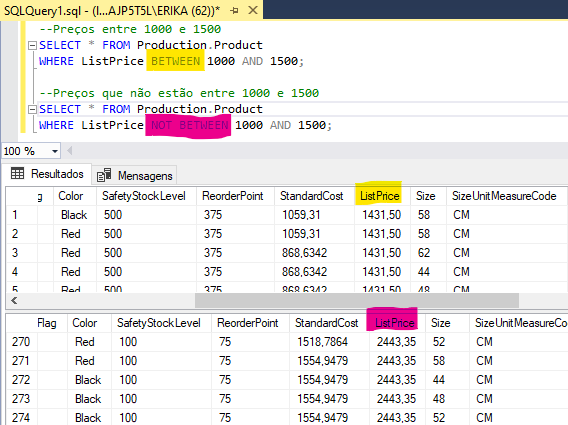 SQLQuery1.sql - (l...AJP5T5L\ERIKA (62))*
--Preços entre 1000 e 1500
SELECT * FROM Production.Product
WHERE ListPrice BETWEEN 1000 AND 1500;
--Preços que não estão entre 1000 e 1500
SELECT * FROM Production.Product
WHERE ListPrice NOT BETWEEN 1000 AND 1500;
100 %
Resultados Mensagens
g Color SafetyStockLevel ReorderPoint StandardCost ListPrice Size SizeUnitMeasureCode
1 Black 500 375 1059,31 1431,50 58 CM
2 Red 500 375 1059,31 1431,50 58 CM
3 Red 500 375 868,6342 1431,50 62 CM
4 Red 500 375 868,6342 1431,50 44 CM
5 Red 500 375 868,6342 1431,50 48 CM
Flag Color SafetyStockLevel ReorderPoint StandardCost ListPrice Size SizeUnitMeasureCo
270 Red 100 75 1518,7864 2443,35 52 CM
271 Red 100 75 1554,9479 2443,35 58 CM
272 Black 100 75 1554,9479 2443,35 44 CM
273 Black 100 75 1554,9479 2443,35 48 CM
274 Black 100 75 1554,9479 2443,35 52 CM